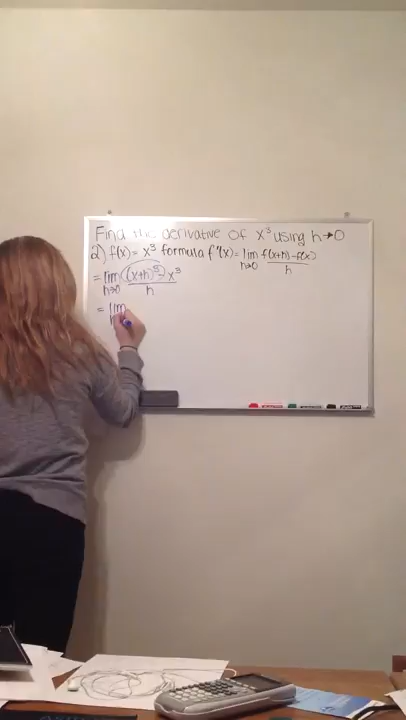 Find the derivative of x³ using h→0
2) f(x) = x³ formula f'(x) = lim h→0 f(x+h)-f(x) / h
= lim h→0 ((x+h)³) - x³ / h
= lim